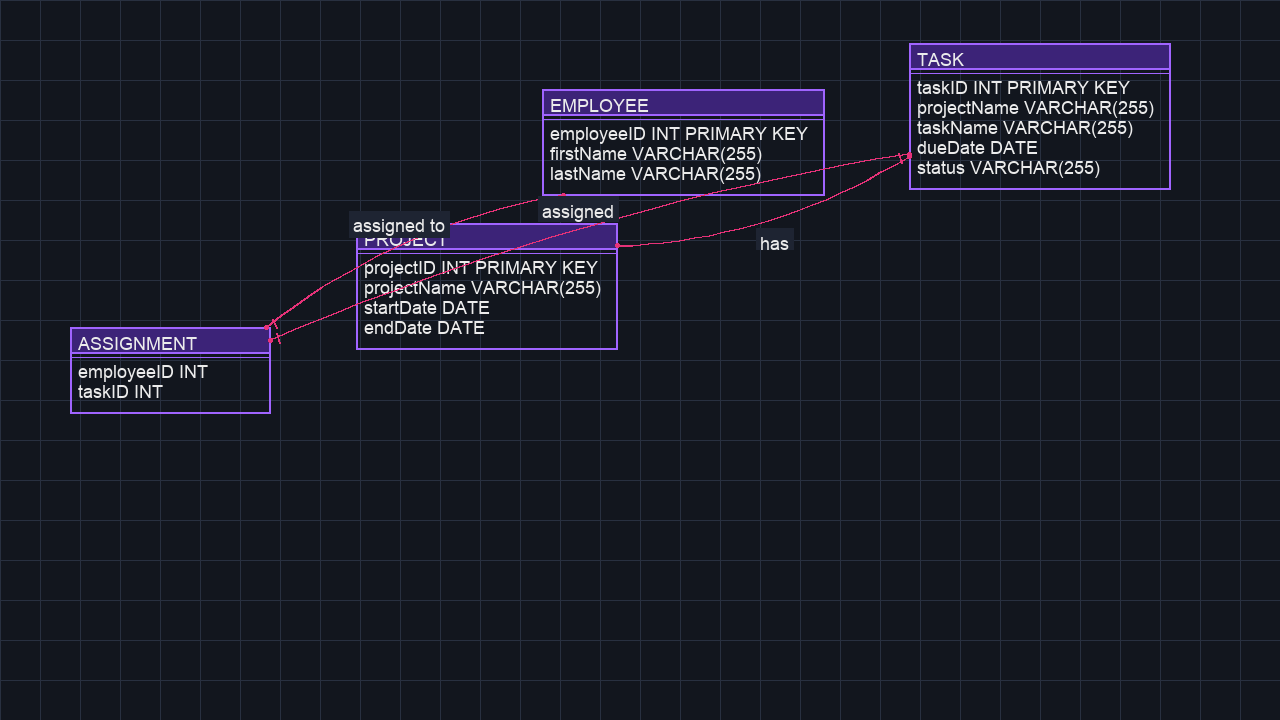 TASK
taskID INT PRIMARY KEY
projectName VARCHAR(255)
taskName VARCHAR(255)
dueDate DATE
status VARCHAR(255)
EMPLOYEE
employeeID INT PRIMARY KEY
firstName VARCHAR(255)
lastName VARCHAR(255)
assigned
assigned to
has
PROJECT
projectID INT PRIMARY KEY
projectName VARCHAR(255)
startDate DATE
endDate DATE
ASSIGNMENT
employeeID INT
taskID INT